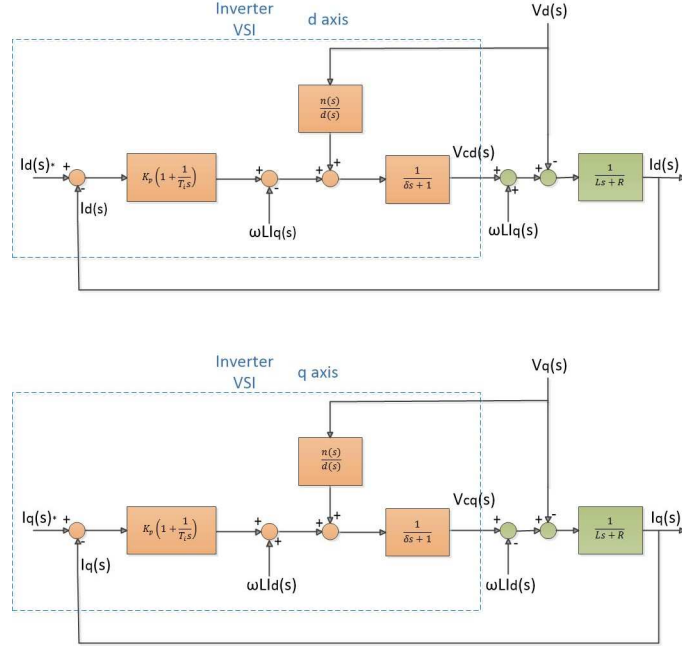 Inverter d axis Vd(s)
VSI
n(s)
d(s)
Vcd(s)
Id(s)* + + + + + + - Id(s)
Kp(1 + 1/Tis)
1
δs + 1
1
Ls + R
- - +
Id(s)
ωLIq(s) ωLIq(s)
Inverter q axis Vq(s)
VSI
n(s)
d(s)
Vcq(s)
Iq(s)* + + + + + + - Iq(s)
Kp(1 + 1/Tis)
1
δs + 1
1
Ls + R
- + -
Iq(s)
ωLId(s) ωLId(s)